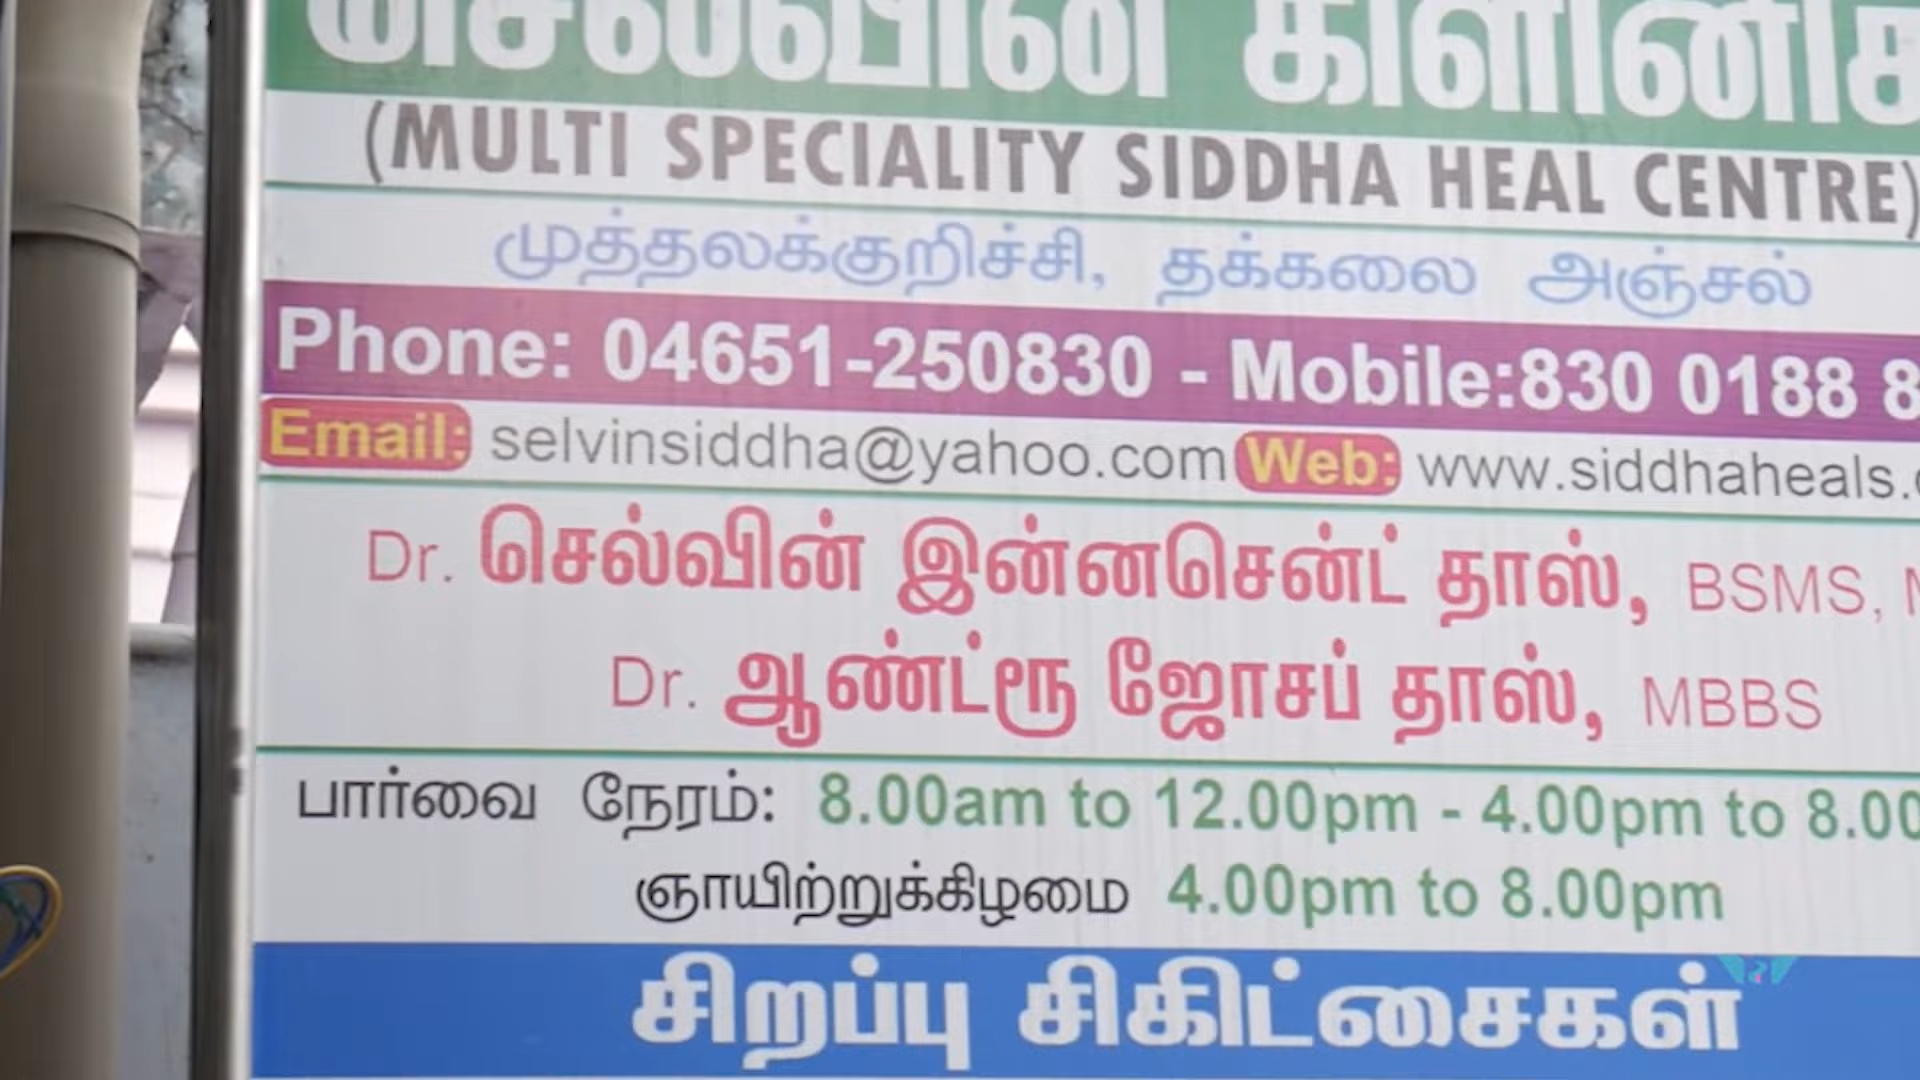 செல்வின் கிளினிக்
(MULTI SPECIALITY SIDDHA HEAL CENTRE)
முத்தலக்குறிச்சி, தக்கலை அஞ்சல்
Phone: 04651-250830 - Mobile:830 0188 8
Email: selvinsiddha@yahoo.com Web: www.siddhaheals.
Dr. செல்வின் இன்னசென்ட் தாஸ், BSMS,
Dr. ஆண்ட்ரூ ஜோசப் தாஸ், MBBS
பார்வை நேரம்: 8.00am to 12.00pm - 4.00pm to 8.00
ஞாயிற்றுக்கிழமை 4.00pm to 8.00pm
சிறப்பு சிகிட்சைகள்